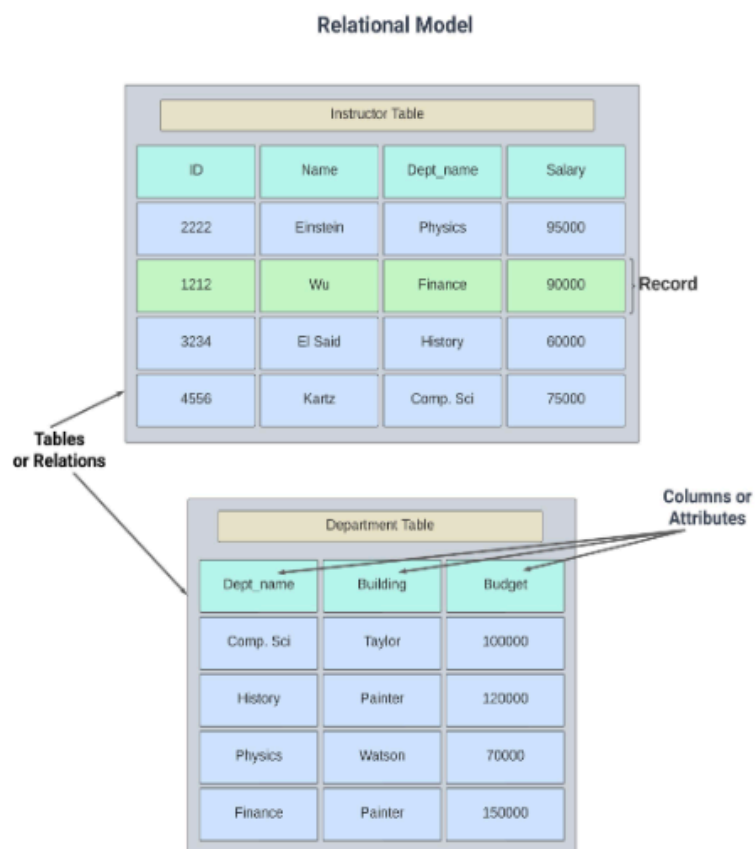 Relational Model
Instructor Table
ID Name Dept_name Salary
2222 Einstein Physics 95000
1212 Wu Finance 90000
Record
3234 El Said History 60000
4556 Kartz Comp. Sci 75000
Tables
or Relations
Columns or
Attributes
Department Table
Dept_name Building Budget
Comp. Sci Taylor 100000
History Painter 120000
Physics Watson 70000
Finance Painter 150000